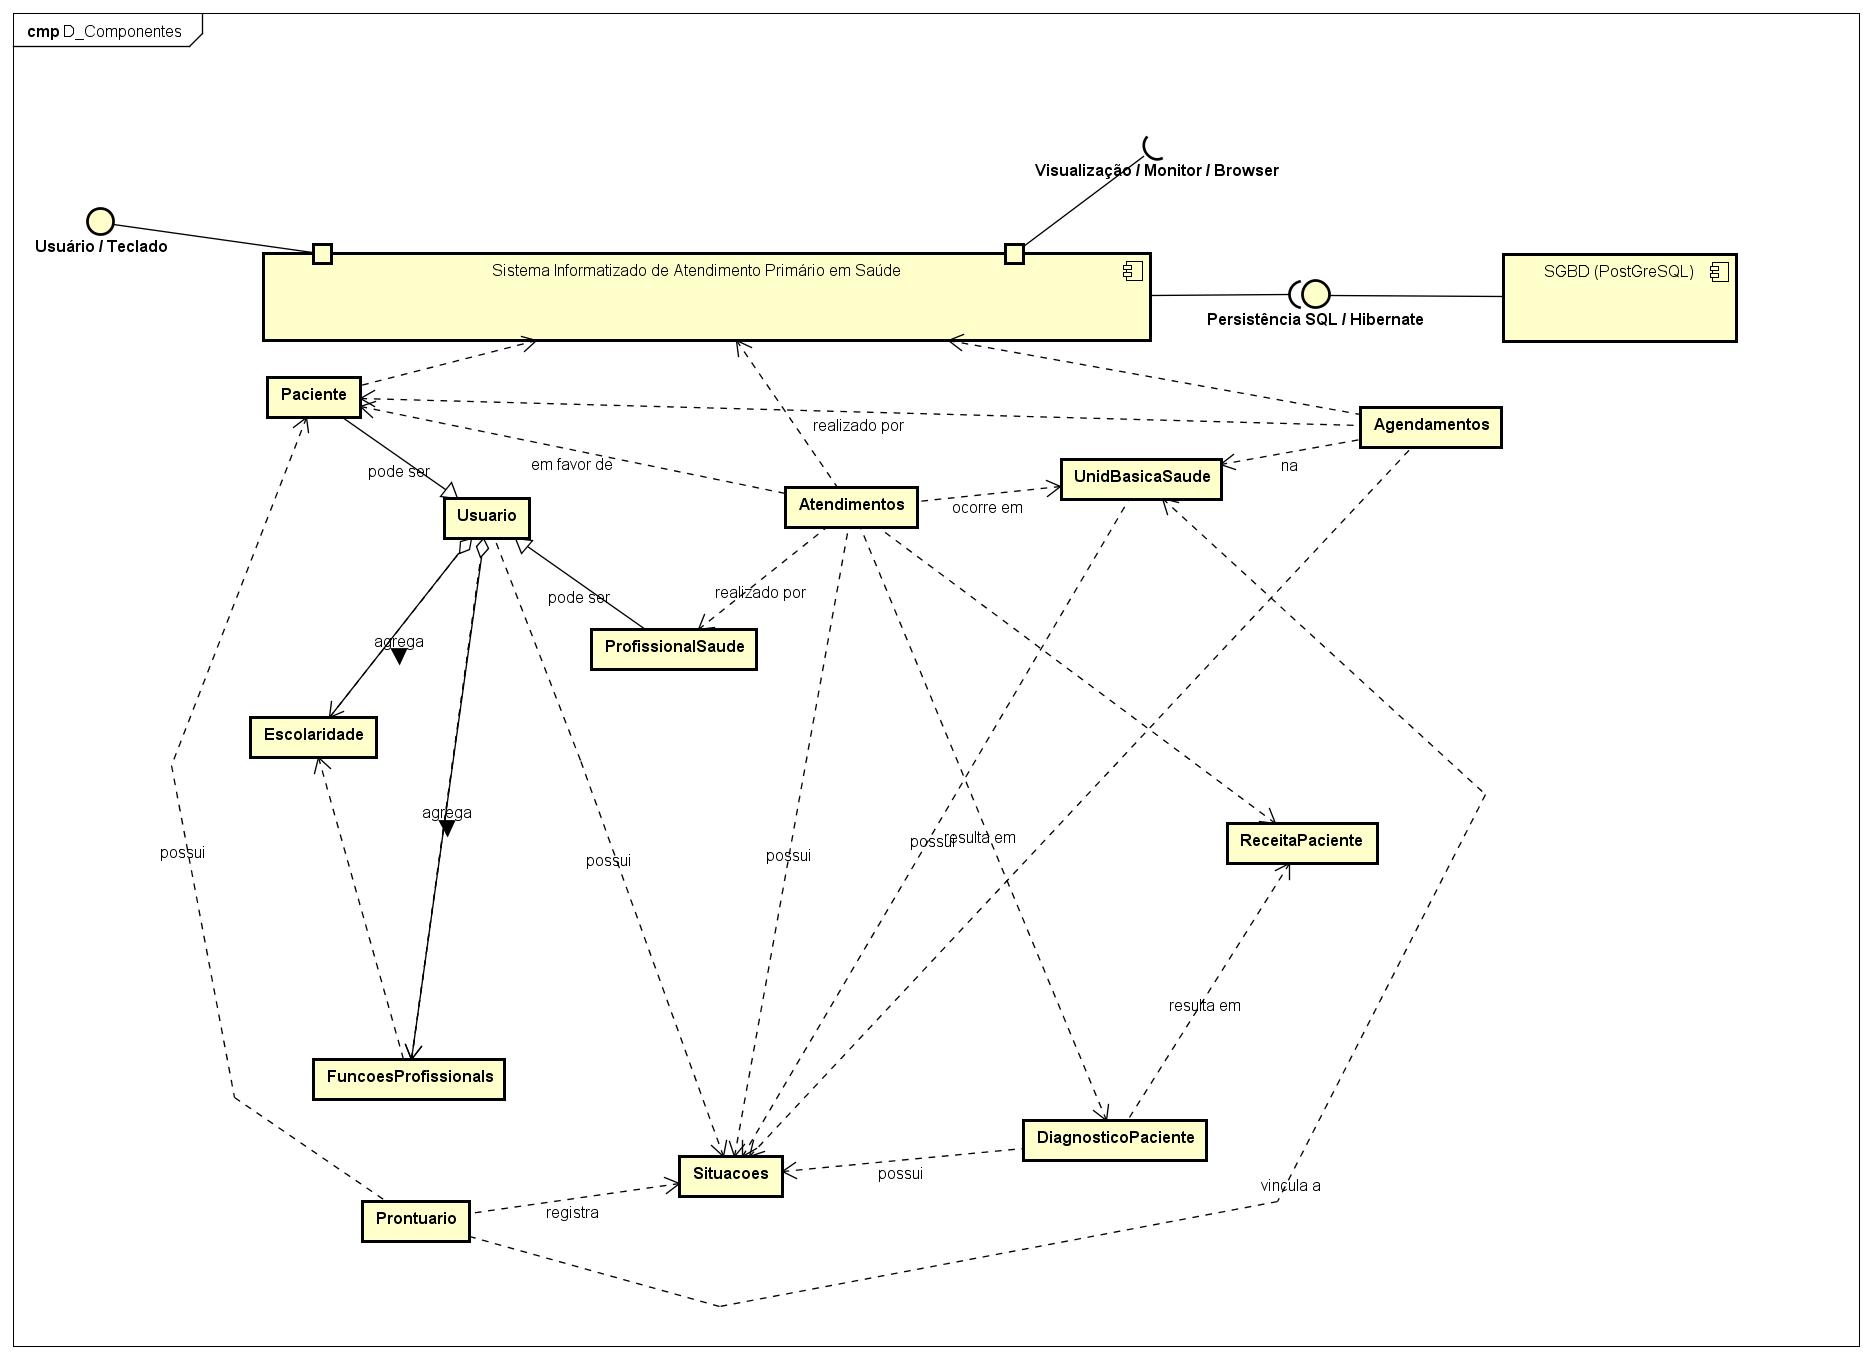 cmp D_Componentes
Visualização / Monitor / Browser
Usuário / Teclado
Sistema Informatizado de Atendimento Primário em Saúde
SGBD (PostGreSQL)
Persistência SQL / Hibernate
Paciente
Agendamentos
realizado por
em favor de
na
pode ser
UnidBasicaSaude
Atendimentos
ocorre em
Usuario
realizado por
pode ser
agrega
ProfissionalSaude
Escolaridade
agrega
possui
possui
possui
possui
resulta em
ReceitaPaciente
resulta em
FuncoesProfissionals
DiagnosticoPaciente
Situacoes
possui
vincula a
Prontuario
registra